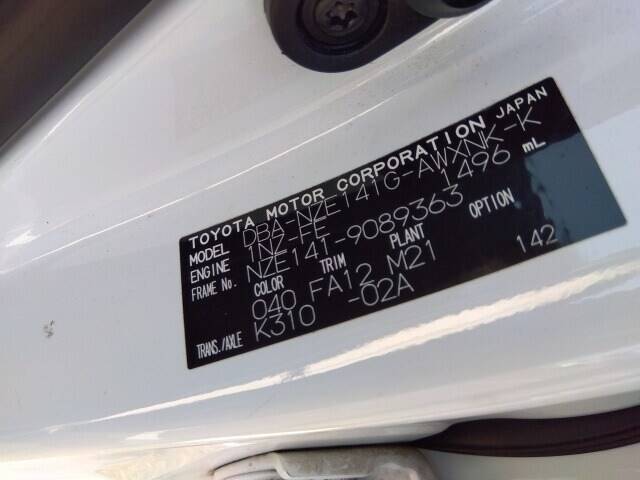 TOYOTA MOTOR CORPORATION JAPAN
MODEL DBA-NZE141G-AWXNK-K
ENGINE 1NZ-FE 1496 mL
FRAME No. NZE141-9089363
COLOR TRIM PLANT OPTION
040 FA12 M21 142
TRANS./AXLE K310 -02A